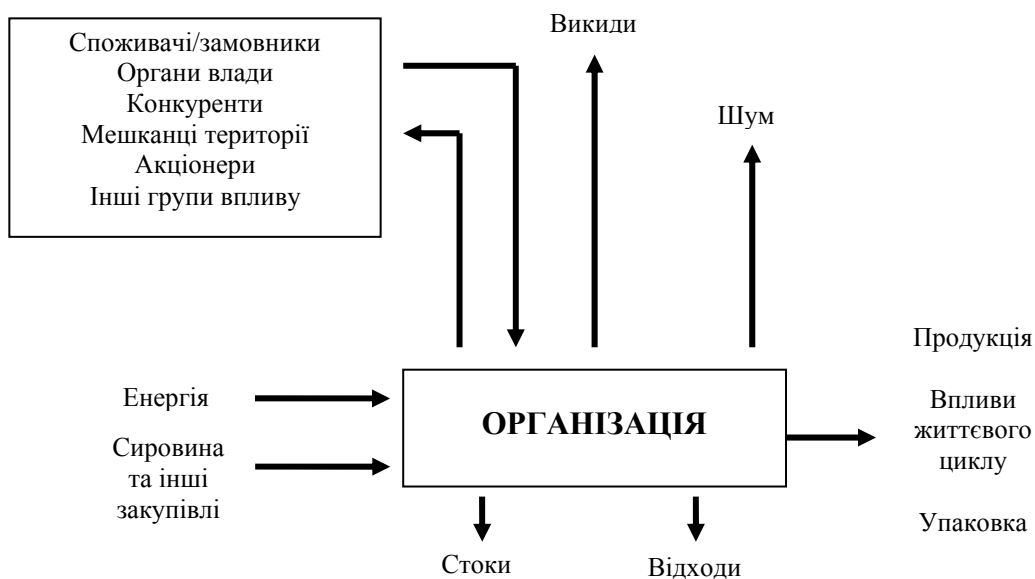 Споживачі/замовники
Органи влади
Конкуренти
Мешканці території
Акціонери
Інші групи впливу
Викиди
Шум
Енергія
Сировина
та інші
закупівлі
ОРГАНІЗАЦІЯ
Продукція
Впливи
життєвого
циклу
Упаковка
Стоки
Відходи